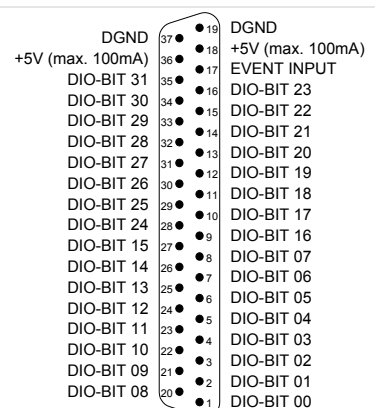 DGND 37 19 DGND
+5V (max. 100mA) 36 18 +5V (max. 100mA)
DIO-BIT 31 35 17 EVENT INPUT
DIO-BIT 30 34 16 DIO-BIT 23
DIO-BIT 29 33 15 DIO-BIT 22
DIO-BIT 28 32 14 DIO-BIT 21
DIO-BIT 27 31 13 DIO-BIT 20
DIO-BIT 26 30 12 DIO-BIT 19
DIO-BIT 25 29 11 DIO-BIT 18
DIO-BIT 24 28 10 DIO-BIT 17
DIO-BIT 15 27 9 DIO-BIT 16
DIO-BIT 14 26 8 DIO-BIT 07
DIO-BIT 13 25 7 DIO-BIT 06
DIO-BIT 12 24 6 DIO-BIT 05
DIO-BIT 11 23 5 DIO-BIT 04
DIO-BIT 10 22 4 DIO-BIT 03
DIO-BIT 09 21 3 DIO-BIT 02
DIO-BIT 08 20 2 DIO-BIT 01
1 DIO-BIT 00